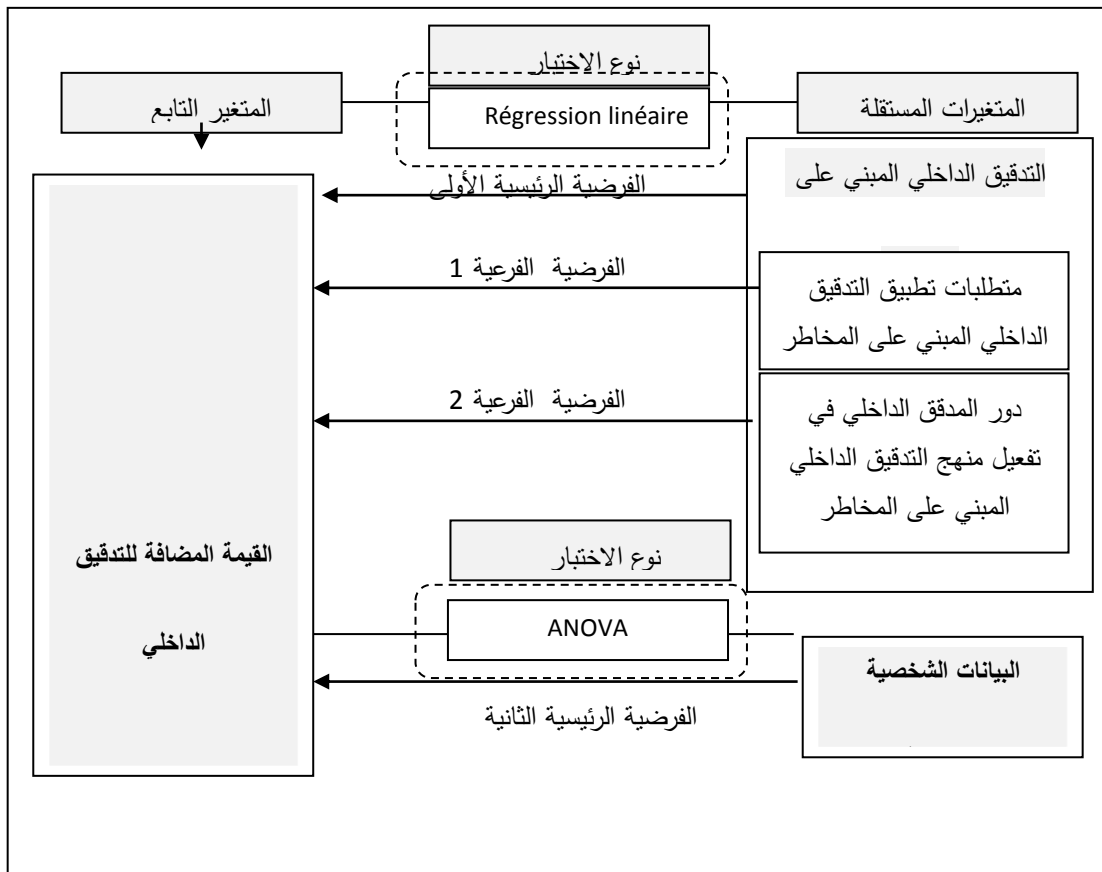 نوع الاختبار
المتغيرات المستقلة
Régression linéaire
المتغير التابع
التدقيق الداخلي المبني على
الفرضية الرئيسية الأولى
متطلبات تطبيق التدقيق
الداخلي المبني على المخاطر
الفرضية الفرعية 1
دور المدقق الداخلي في
تفعيل منهج التدقيق الداخلي
المبني على المخاطر
الفرضية الفرعية 2
القيمة المضافة للتدقيق
الداخلي
نوع الاختبار
ANOVA
البيانات الشخصية
الفرضية الرئيسية الثانية